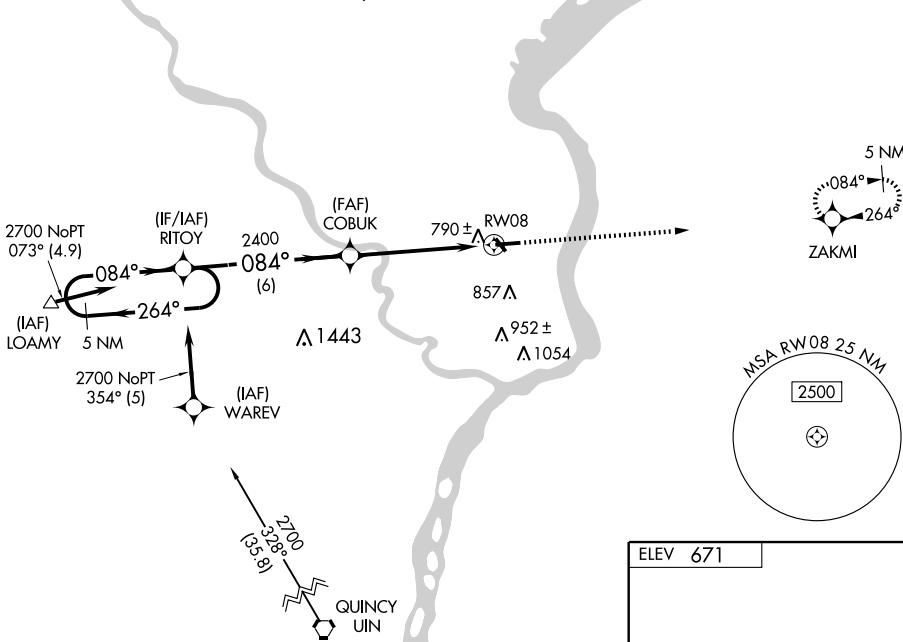 5 NM
084°
264°
ZAKMI
(FAF)
COBUK
790 ±
RW08
(IF/IAF)
RITOY
2400
084°
(6)
2700 NoPT
073° (4.9)
084°
264°
(IAF)
LOAMY
5 NM
857
952 ±
1054
1443
2700 NoPT
354° (5)
(IAF)
WAREV
MSA RW08 25 NM
2500
2700
328°
(35.8)
QUINCY
UIN
ELEV 671